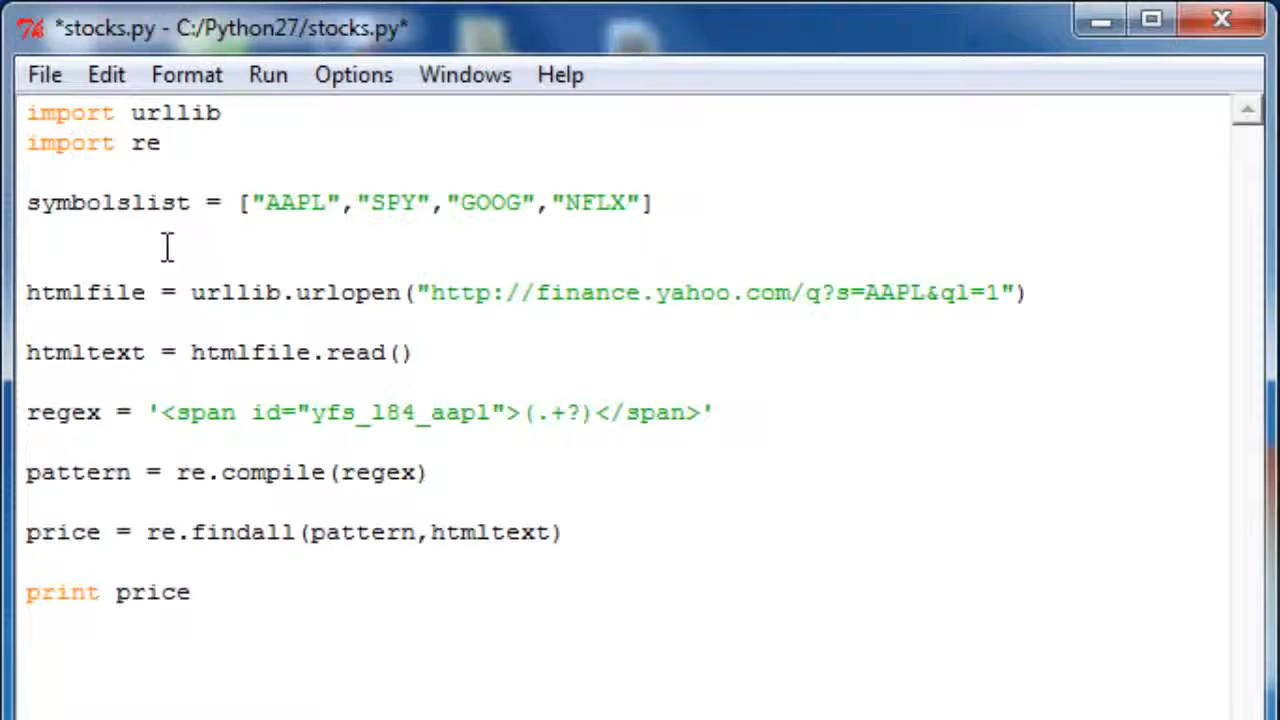 *stocks.py - C:/Python27/stocks.py*
File Edit Format Run Options Windows Help
import urllib
import re
symbolslist = ["AAPL","SPY","GOOG","NFLX"]
htmlfile = urllib.urlopen("http://finance.yahoo.com/q?s=AAPL&ql=1")
htmltext = htmlfile.read()
regex = '<span id="yfs_l84_aapl">(.+?)</span>'
pattern = re.compile(regex)
price = re.findall(pattern,htmltext)
print price